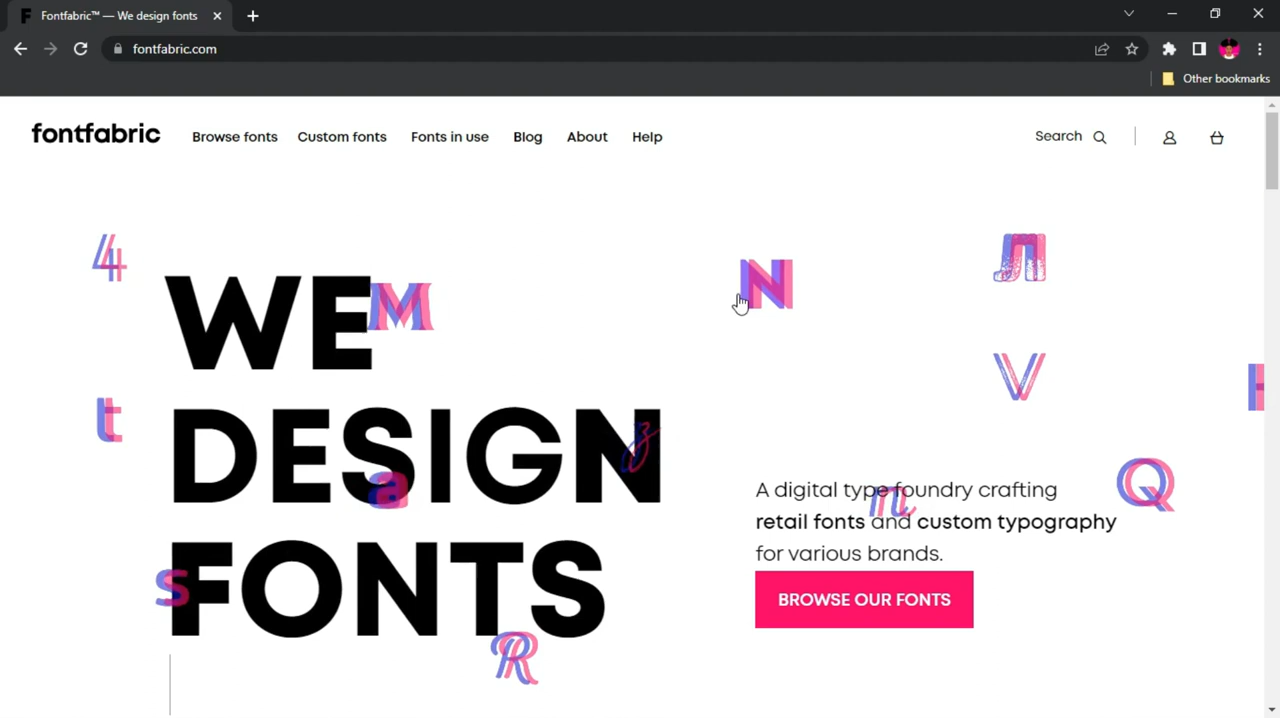 Fontfabric™ — We design fonts
fontfabric.com
Other bookmarks
fontfabric
Browse fonts
Custom fonts
Fonts in use
Blog
About
Help
Search
4
M
N
Л
WE
V
t
DESIGN
z
a
Q
n
A digital type foundry crafting
retail fonts and custom typography
for various brands.
s
FONTS
BROWSE OUR FONTS
R